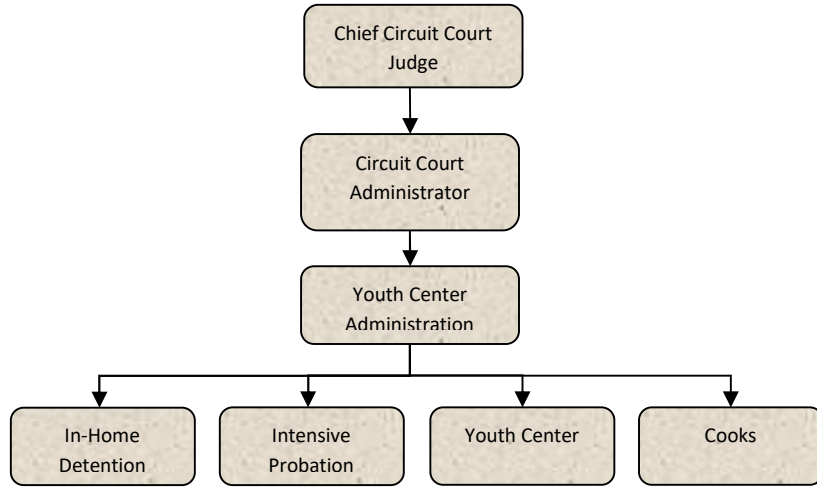 Chief Circuit Court
Judge
Circuit Court
Administrator
Youth Center
Administration
In-Home
Detention
Intensive
Probation
Youth Center
Cooks